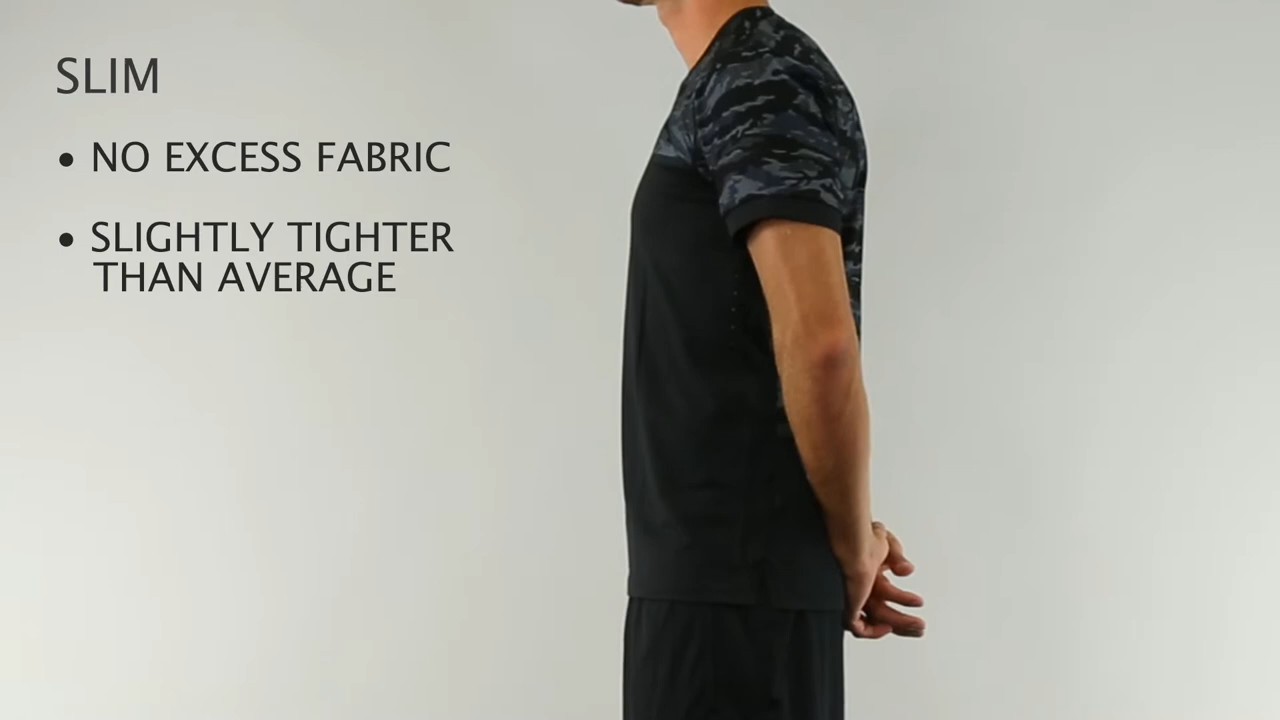 SLIM
• NO EXCESS FABRIC
• SLIGHTLY TIGHTER
THAN AVERAGE